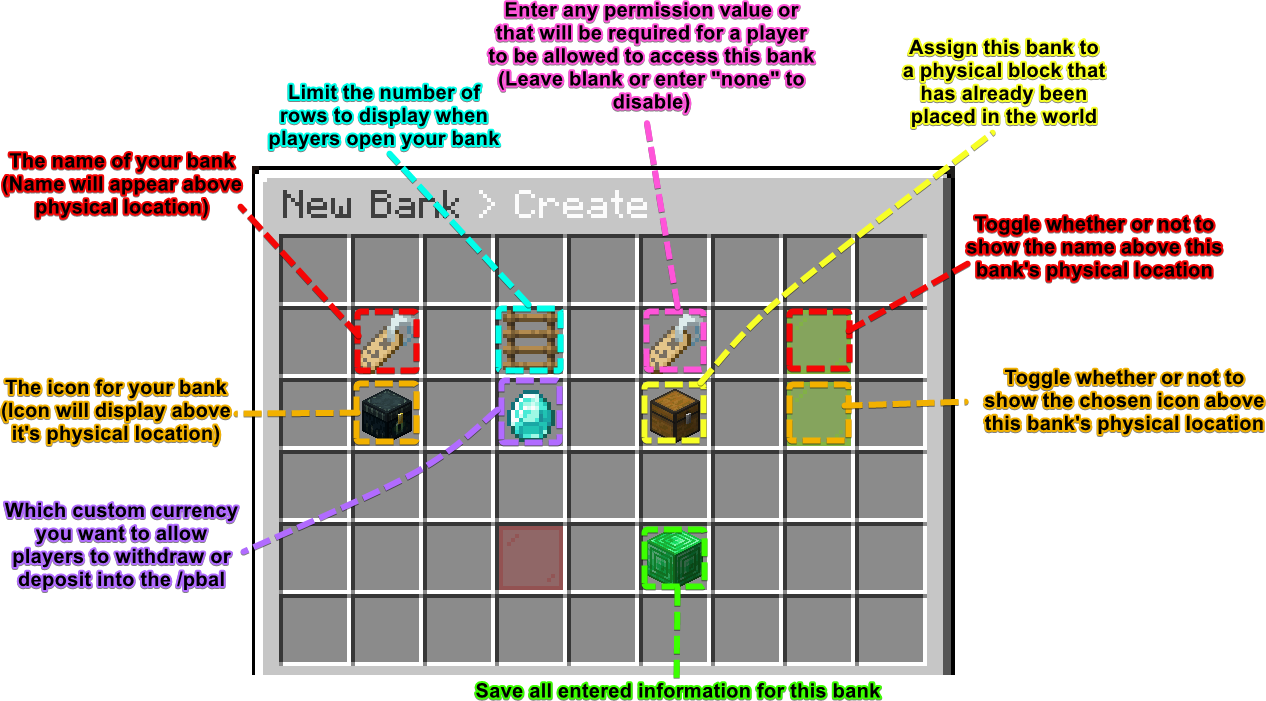 Enter any permission value or
that will be required for a player
to be allowed to access this bank
(Leave blank or enter "none" to
disable)
Assign this bank to
a physical block that
has already been
placed in the world
Limit the number of
rows to display when
players open your bank
The name of your bank
(Name will appear above
physical location)
New Bank > Create
Toggle whether or not to
show the name above this
bank's physical location
The icon for your bank
(Icon will display above
it's physical location)
Toggle whether or not to
show the chosen icon above
this bank's physical location
Which custom currency
you want to allow
players to withdraw or
deposit into the /pbal
Save all entered information for this bank